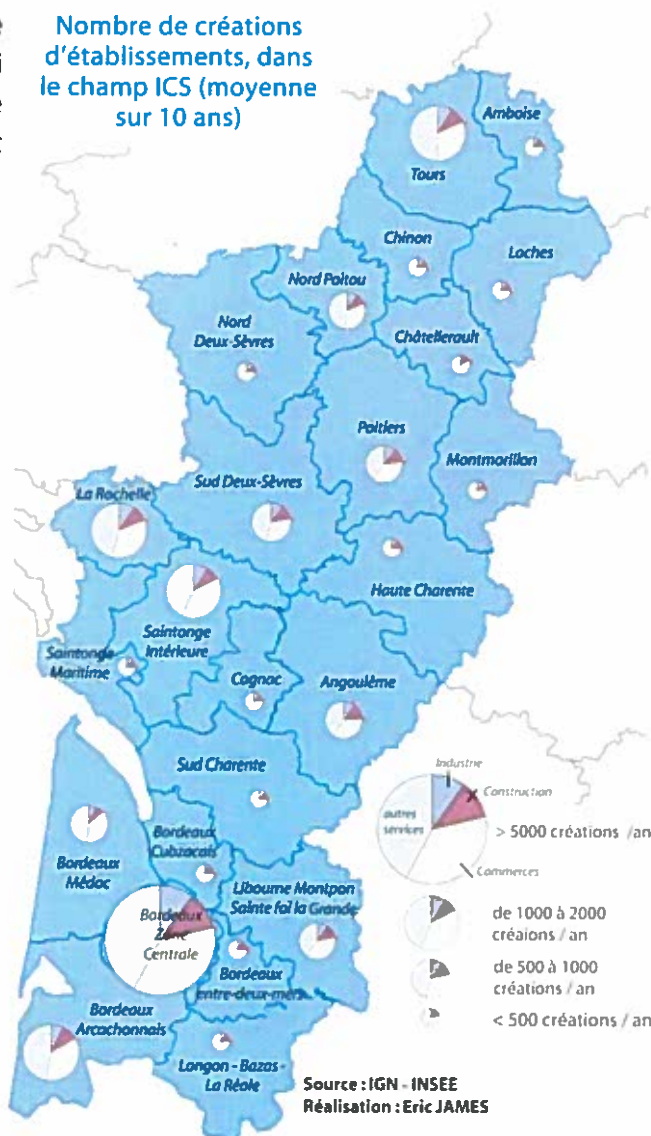 Nombre de créations
d'établissements, dans
le champ ICS (moyenne
sur 10 ans)
Amboise
Tours
Chinon
Loches
Nord Poitou
Nord
Deux-Sèvres
Châtellerault
Poitiers
Montmorillon
Sud Deux-Sèvres
La Rochelle
Haute Charente
Saintonge
Intérieure
Saintonge
Maritime
Cognac
Angoulême
Sud Charente
Industrie
Construction
autres
services
> 5000 créations /an
Commerces
Bordeaux
Médoc
Bordeaux
Cubzacais
Libourne Montpon
Sainte foi la Grande
Bordeaux
Zone
Centrale
de 1000 à 2000
créaions / an
Bordeaux
entre-deux-mers
de 500 à 1000
créations / an
Bordeaux
Arcachonnais
< 500 créations / an
Langon - Bazas -
La Réole
Source : IGN - INSEE
Réalisation : Eric JAMES